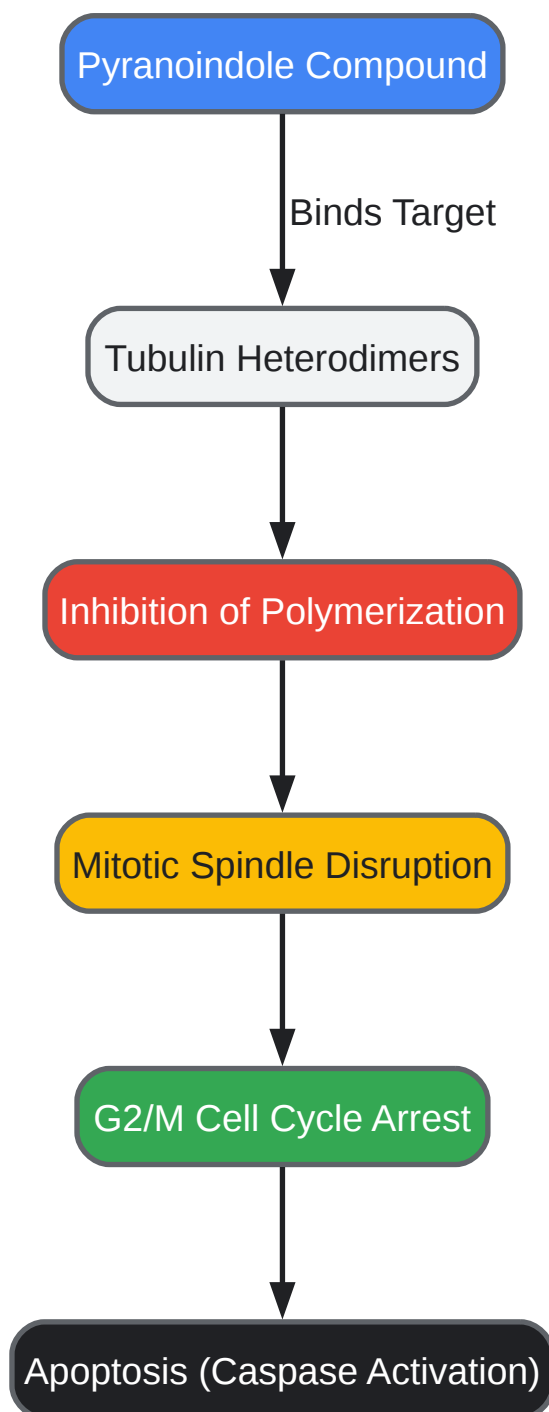 Pyranoindole Compound
Binds Target
Tubulin Heterodimers
Inhibition of Polymerization
Mitotic Spindle Disruption
G2/M Cell Cycle Arrest
Apoptosis (Caspase Activation)